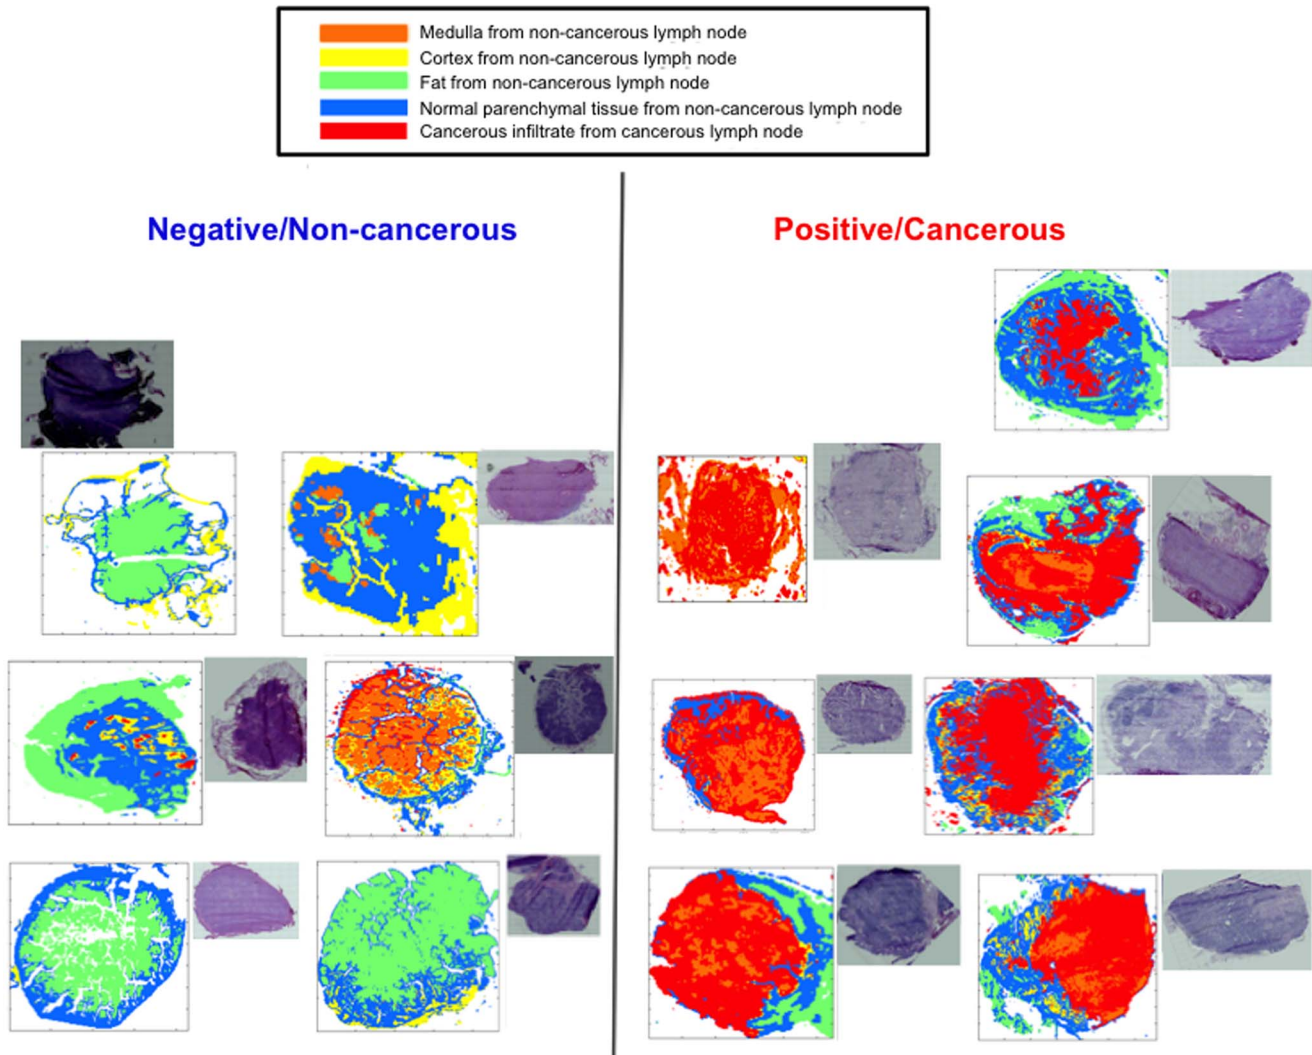 Medulla from non-cancerous lymph node
Cortex from non-cancerous lymph node
Fat from non-cancerous lymph node
Normal parenchymal tissue from non-cancerous lymph node
Cancerous infiltrate from cancerous lymph node
Negative/Non-cancerous
Positive/Cancerous